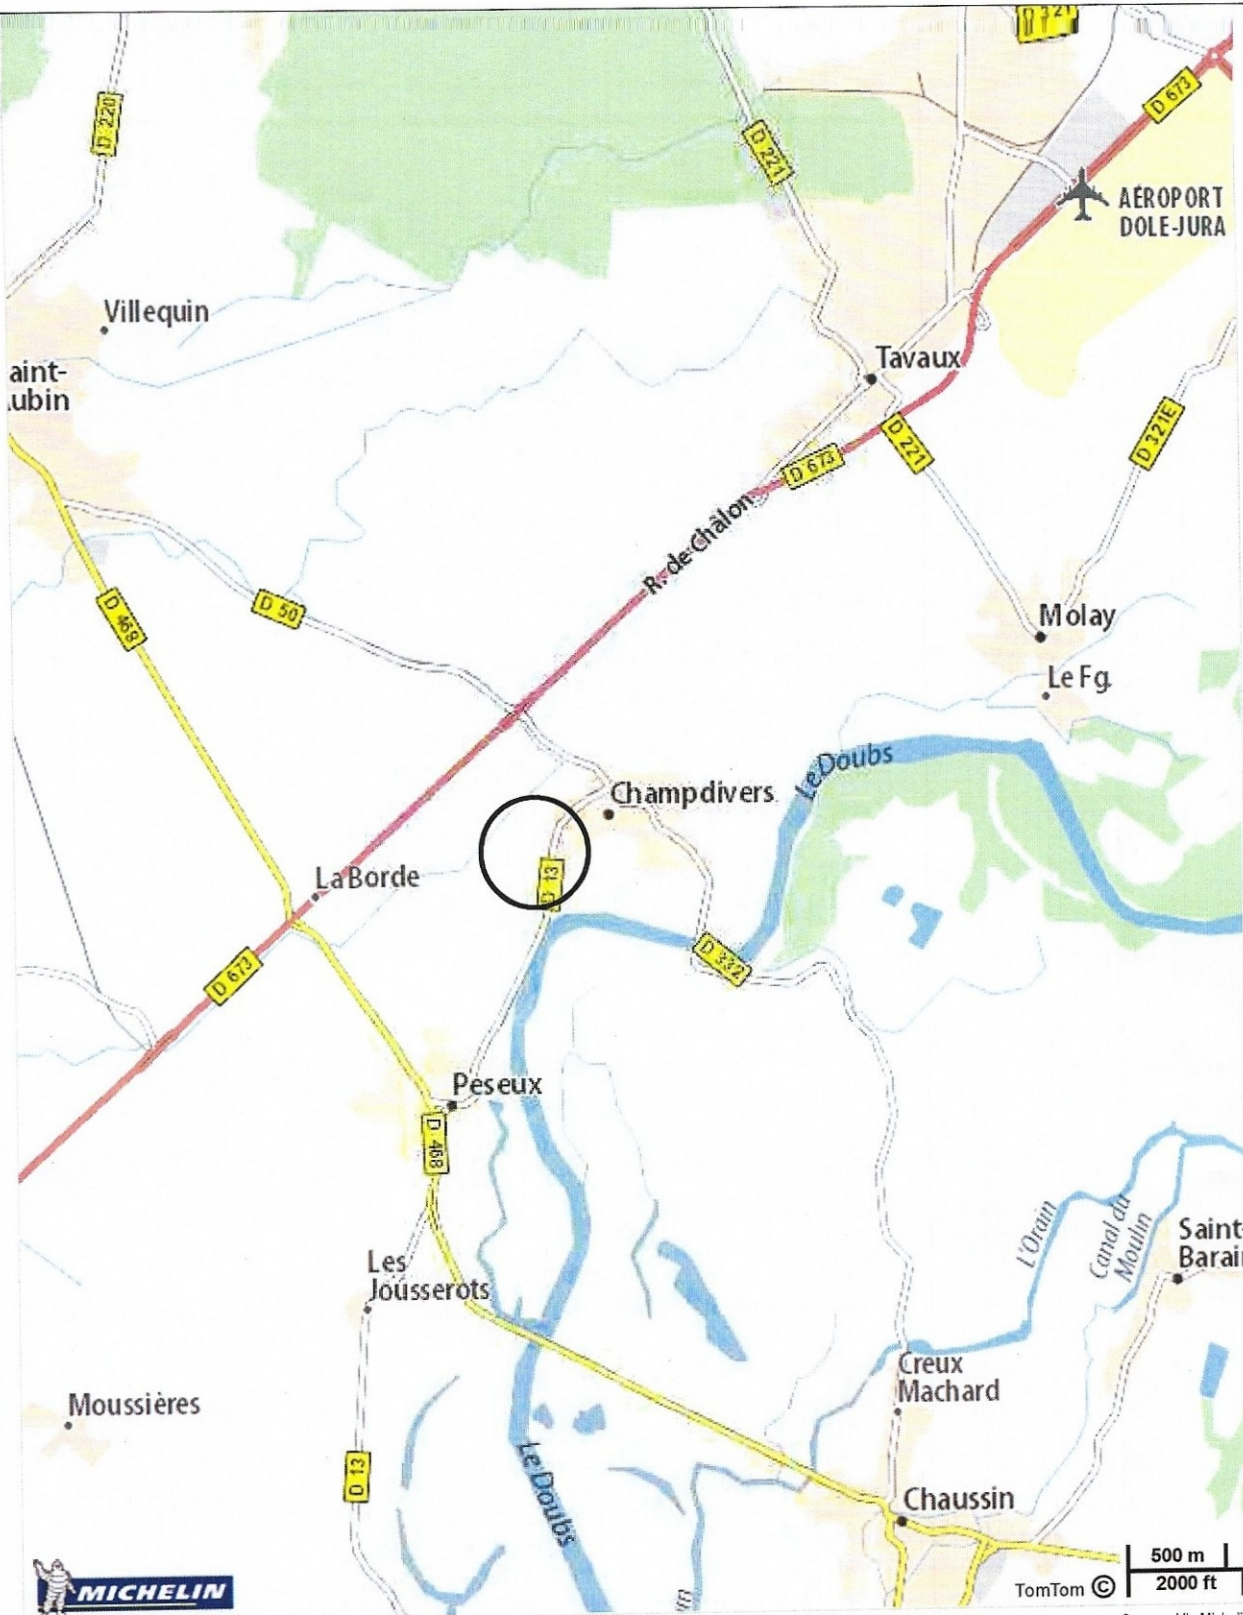 D 321
D 673
D 220
D 221
AÉROPORT
DOLE-JURA
Villequin
Tavaux
aint-
ubin
D 321E
D 221
D 673
R. de Châlon
D 50
D 468
Molay
Le Fg.
Le Doubs
Champdivers
La Borde
D 13
D 332
D 673
Peseux
D 468
L'Orain
Canal du
Moulin
Saint-
Barain
Les
Jousserots
Creux
Machard
Moussières
D 13
Le Doubs
Chaussin
MICHELIN
TomTom ©
500 m
2000 ft